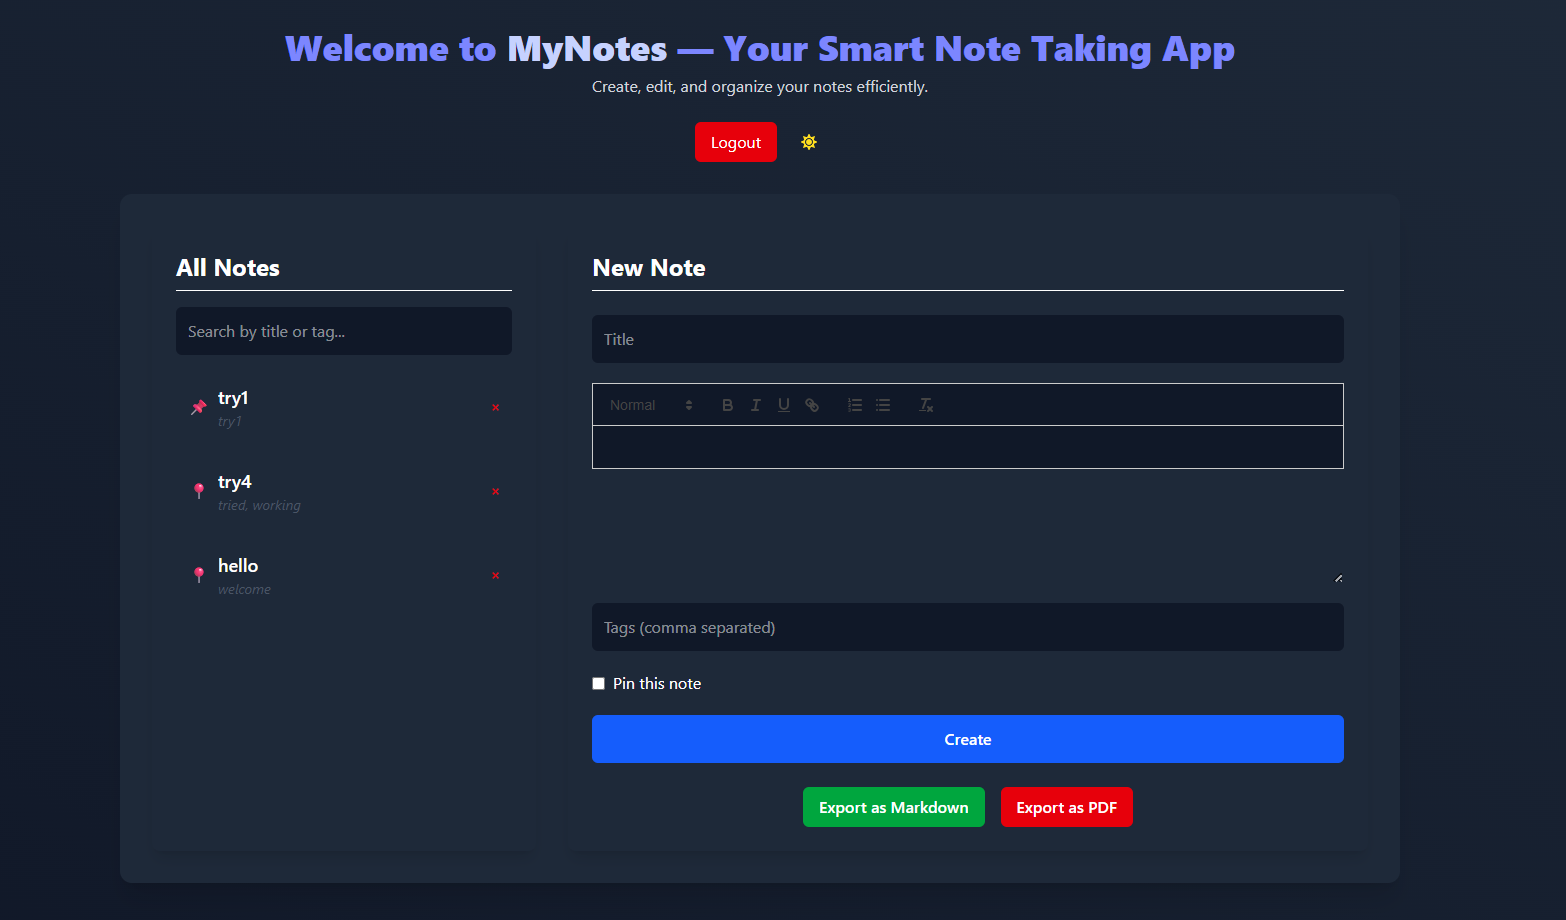 Welcome to MyNotes — Your Smart Note Taking App
Create, edit, and organize your notes efficiently.
Logout
All Notes
Search by title or tag...
try1
try1
try4
tried, working
hello
welcome
New Note
Title
Normal
Tags (comma separated)
Pin this note
Create
Export as Markdown
Export as PDF